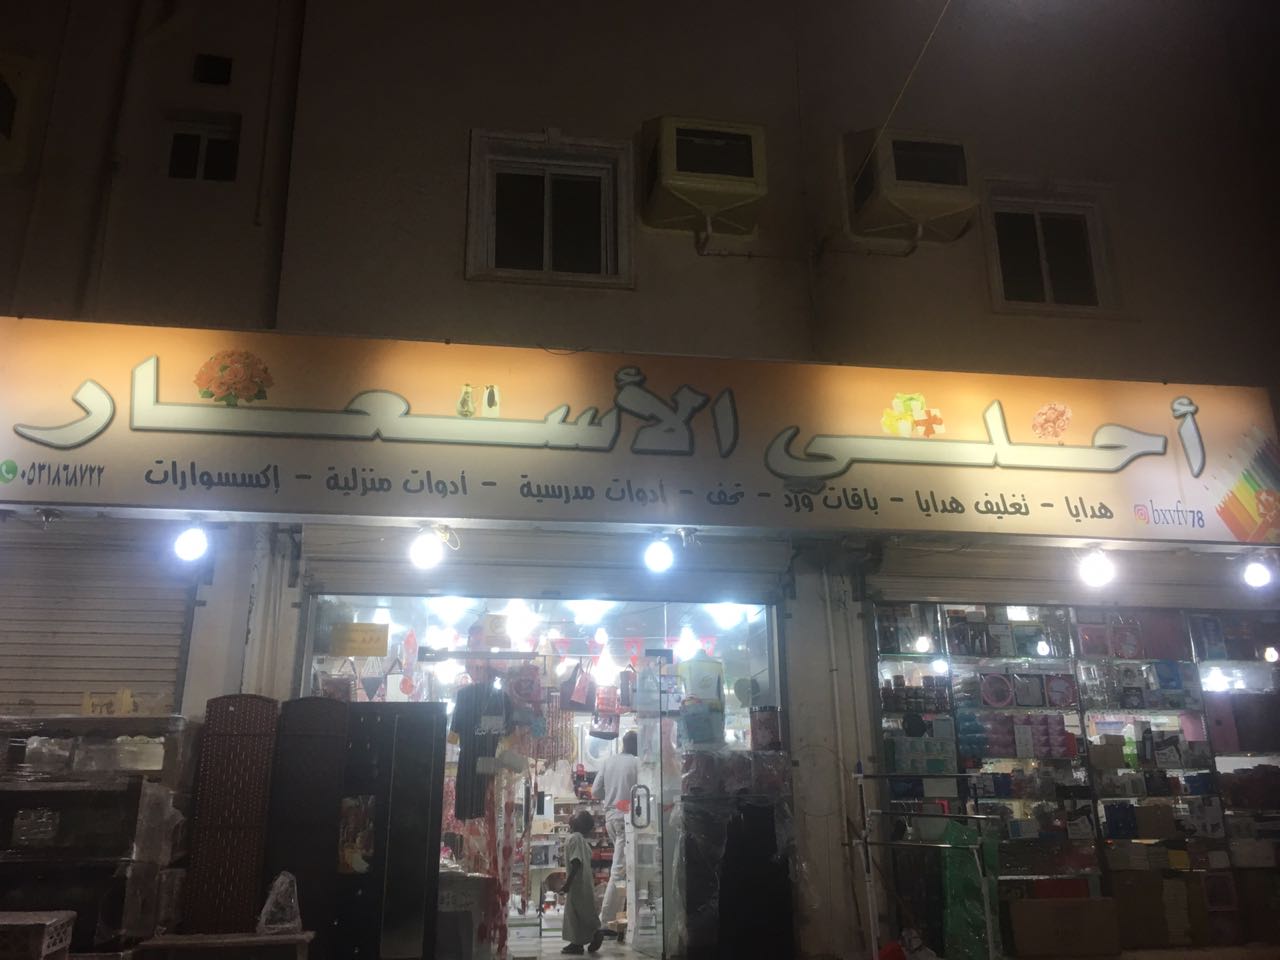 أحلى الأسعار
هدايا - تغليف هدايا - باقات ورد - تحف - أدوات مدرسية - أدوات منزلية - إكسسوارات
bxvfv78
٠٥٣١٨٦٨٧٢٢